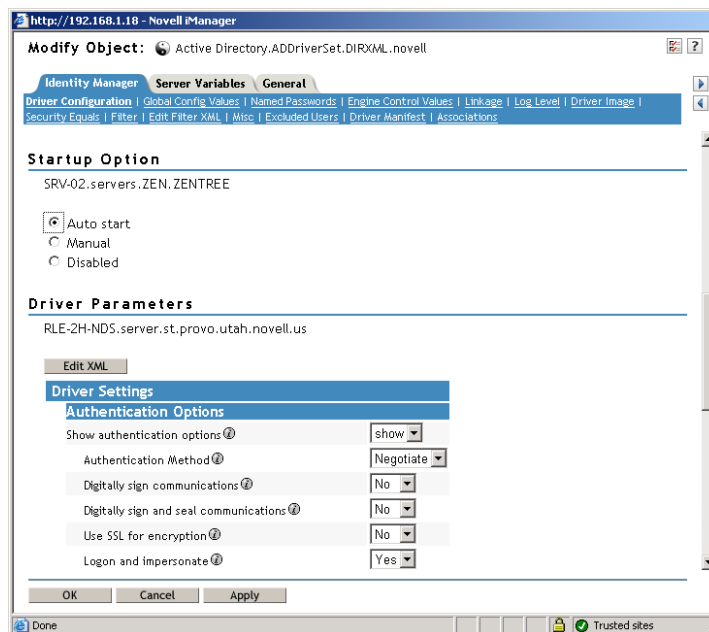 http://192.168.1.18 - Novell iManager
Modify Object: Active Directory.ADDriverSet.DIRXML.novell
?
Identity Manager Server Variables General
Driver Configuration | Global Config Values | Named Passwords | Engine Control Values | Linkage | Log Level | Driver Image |
Security Equals | Filter | Edit Filter XML | Misc | Excluded Users | Driver Manifest | Associations
Startup Option
SRV-02.servers.ZEN.ZENTREE
Auto start
Manual
Disabled
Driver Parameters
RLE-2H-NDS.server.st.provo.utah.novell.us
Edit XML
Driver Settings
Authentication Options
Show authentication options i show
Authentication Method i Negotiate
Digitally sign communications i No
Digitally sign and seal communications i No
Use SSL for encryption i No
Logon and impersonate i Yes
OK Cancel Apply
Done Trusted sites